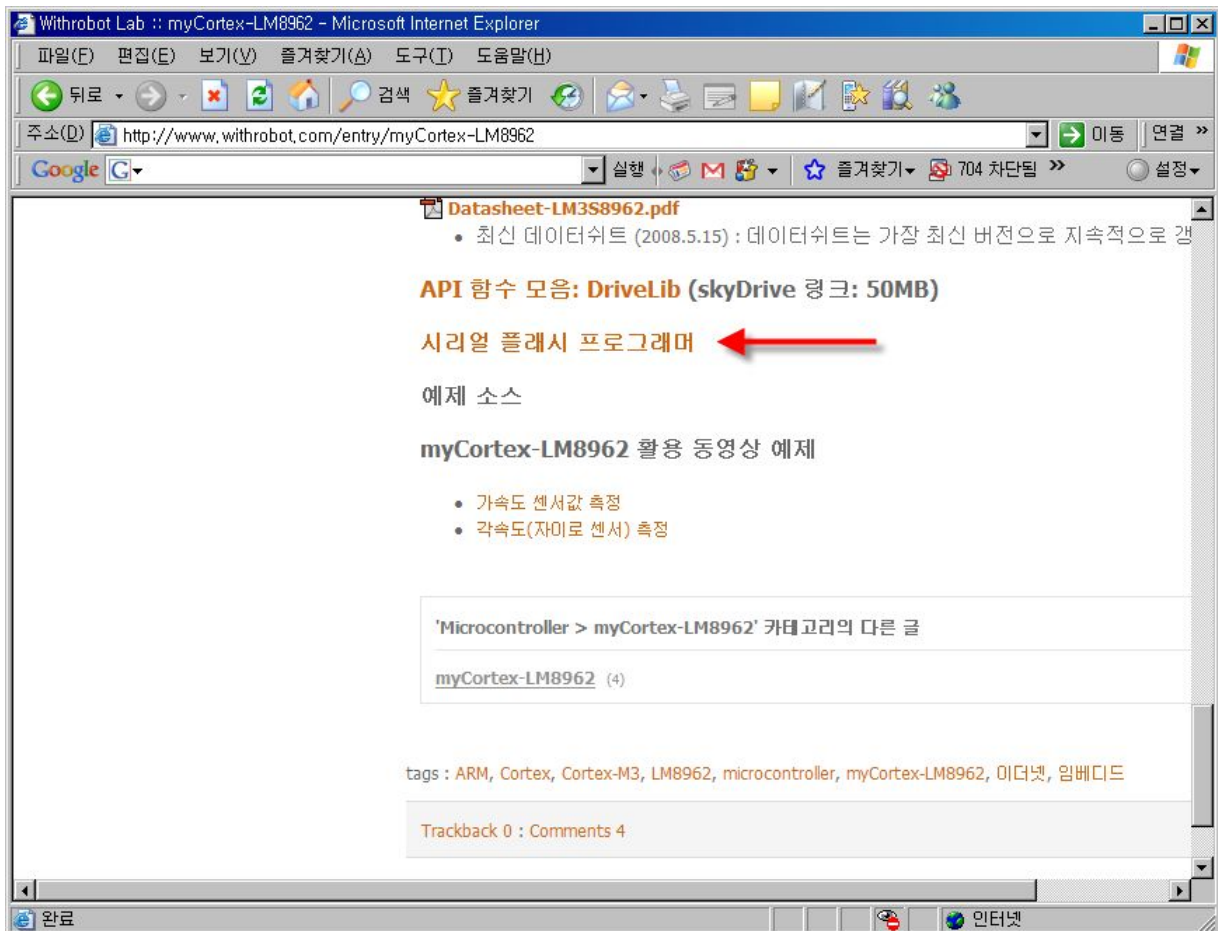 Withrobot Lab :: myCortex-LM8962 - Microsoft Internet Explorer
파일(F) 편집(E) 보기(V) 즐겨찾기(A) 도구(T) 도움말(H)
뒤로 검색 즐겨찾기
주소(D) http://www.withrobot.com/entry/myCortex-LM8962 이동 연결 »
Google G 실행 즐겨찾기 704 차단됨 » 설정
Datasheet-LM3S8962.pdf
• 최신 데이터쉬트 (2008.5.15) : 데이터쉬트는 가장 최신 버전으로 지속적으로 갱
API 함수 모음: DriveLib (skyDrive 링크: 50MB)
시리얼 플래시 프로그래머
예제 소스
myCortex-LM8962 활용 동영상 예제
• 가속도 센서값 측정
• 각속도(자이로 센서) 측정
'Microcontroller > myCortex-LM8962' 카테고리의 다른 글
myCortex-LM8962 (4)
tags : ARM, Cortex, Cortex-M3, LM8962, microcontroller, myCortex-LM8962, 이더넷, 임베디드
Trackback 0 : Comments 4
완료 인터넷